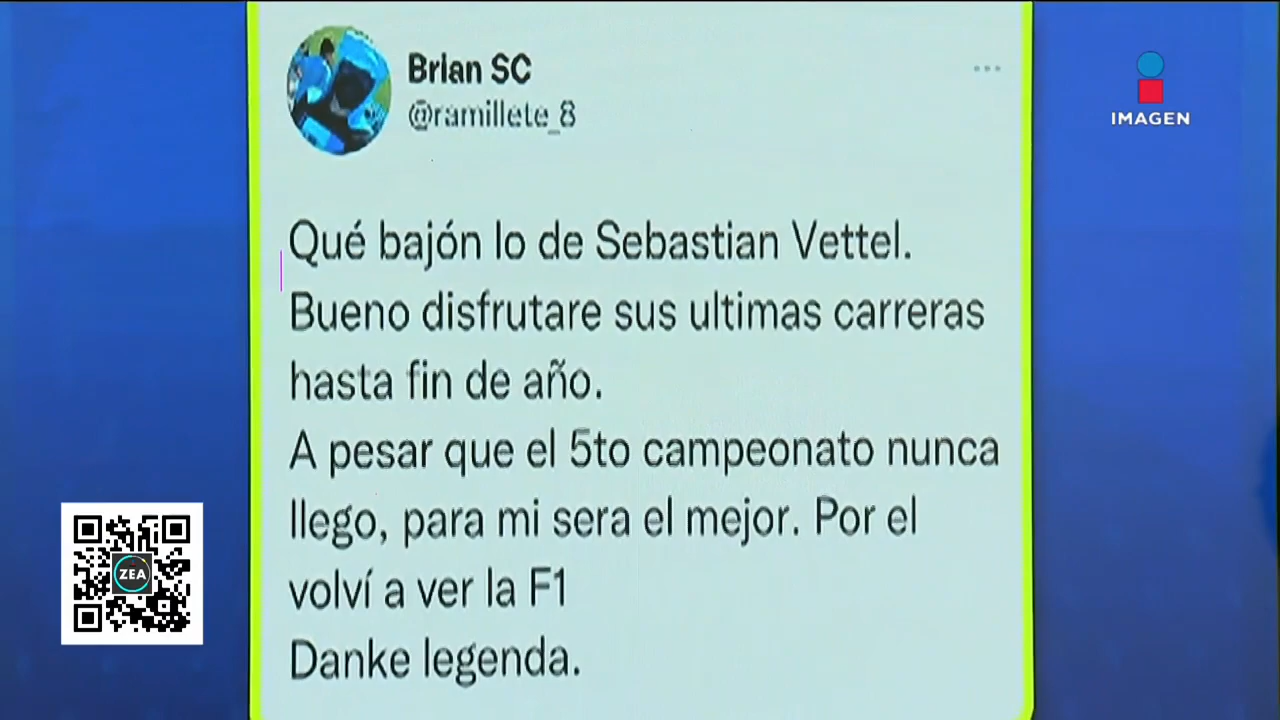 Brian SC
@ramillete_8
IMAGEN
Qué bajón lo de Sebastian Vettel.
Bueno disfrutare sus ultimas carreras
hasta fin de año.
A pesar que el 5to campeonato nunca
llego, para mi sera el mejor. Por el
volví a ver la F1
Danke legenda.
ZEA